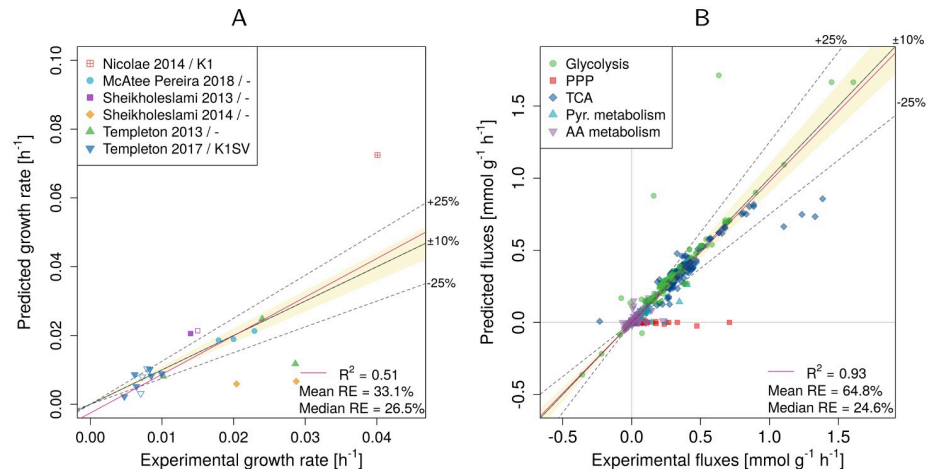 A
Predicted growth rate [h⁻¹]
0.10
0.08
0.06
0.04
0.02
0.00
Nicolae 2014 / K1
McAtee Pereira 2018 / -
Sheikholeslami 2013 / -
Sheikholeslami 2014 / -
Templeton 2013 / -
Templeton 2017 / K1SV
+25%
±10%
-25%
R² = 0.51
Mean RE = 33.1%
Median RE = 26.5%
0.00 0.01 0.02 0.03 0.04
Experimental growth rate [h⁻¹]
B
Predicted fluxes [mmol g⁻¹ h⁻¹]
1.5
1.0
0.5
0.0
-0.5
Glycolysis
PPP
TCA
Pyr. metabolism
AA metabolism
+25%
±10%
-25%
R² = 0.93
Mean RE = 64.8%
Median RE = 24.6%
-0.5 0.0 0.5 1.0 1.5
Experimental fluxes [mmol g⁻¹ h⁻¹]